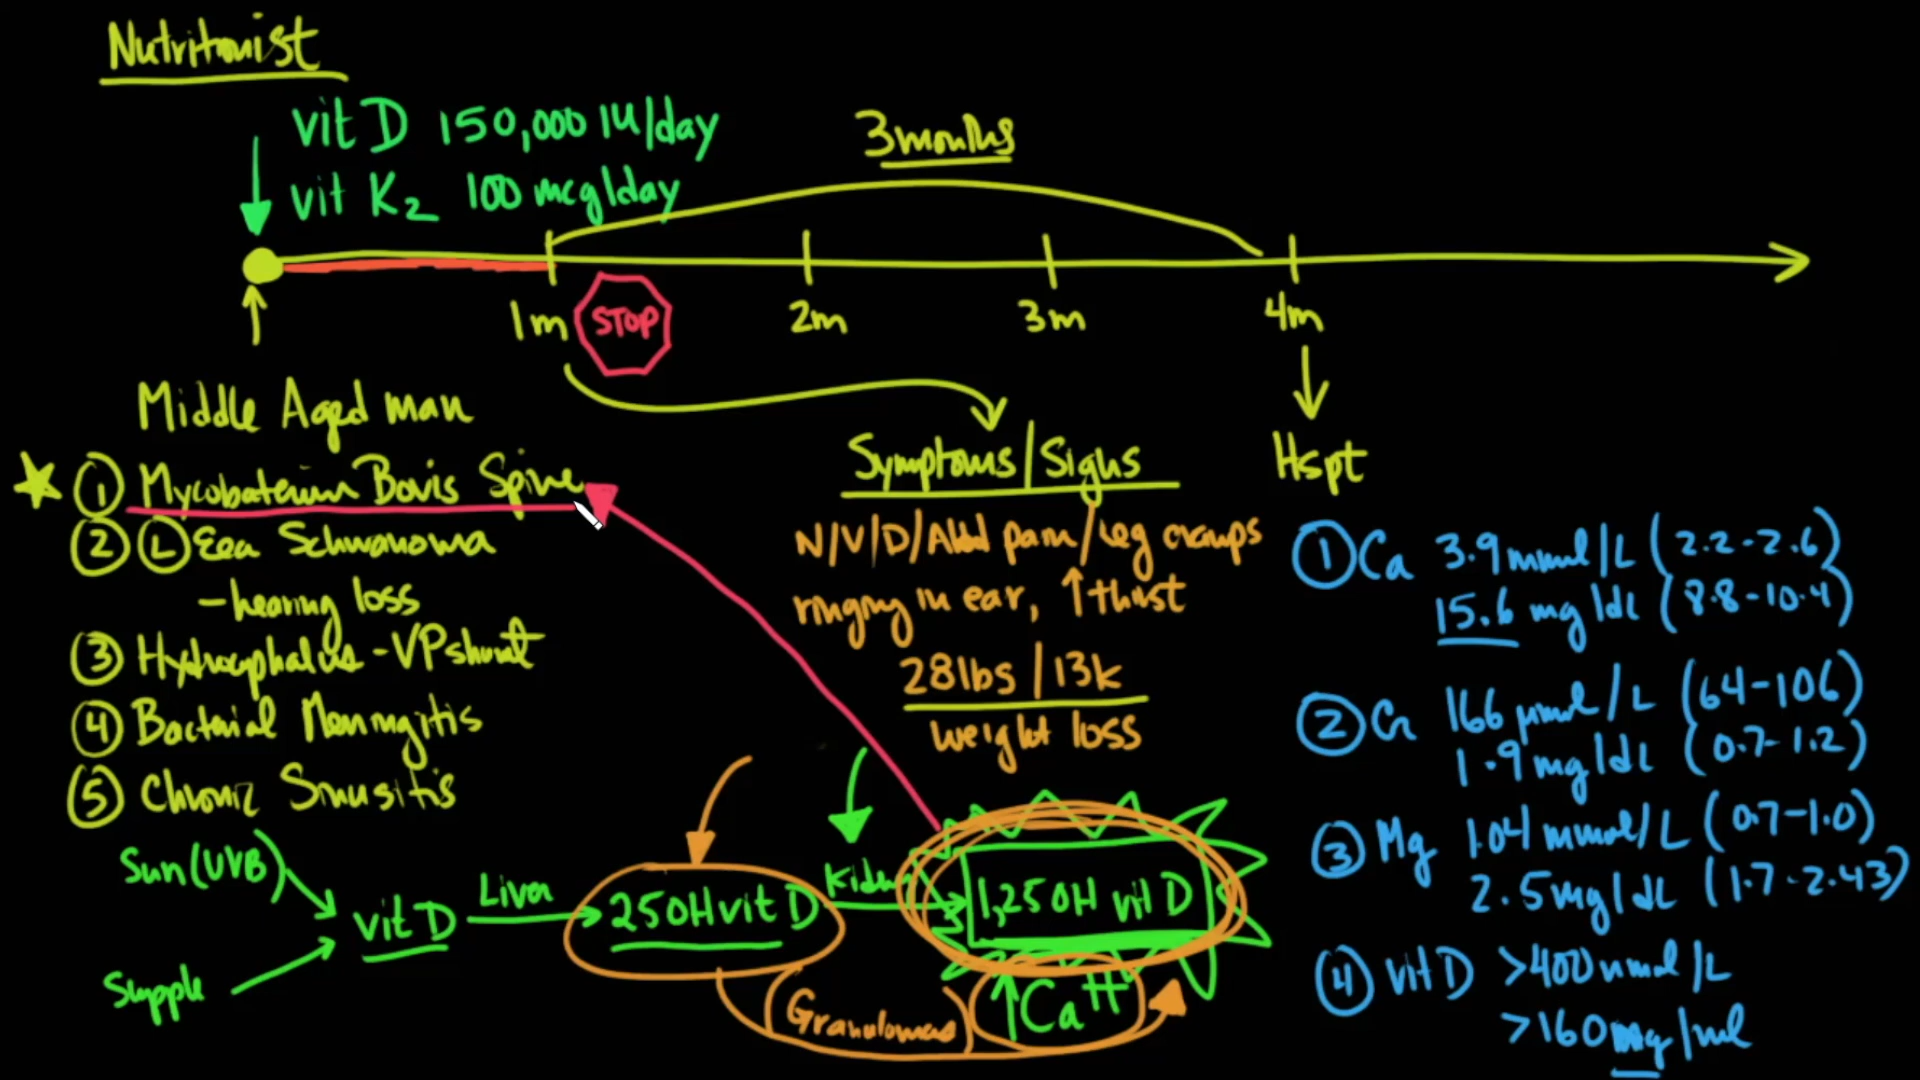 Nutritionist
vit D 150,000 IU/day
vit K2 100 mcg/day
3 months
1m
STOP
2m
3m
4m
Middle Aged man
① Mycobaterium Bovis Spine
② Ⓛ Ear Schwanoma
- hearing loss
③ Hydrocephalus - VP shunt
④ Bacterial Meningitis
⑤ Chronic Sinusitis
Symptoms/Signs
N/V/D/Abd pain/leg cramps
ringing in ear, ↑thirst
28lbs/13k
weight loss
Hspt
① Ca 3.9 mmol/L (2.2-2.6)
15.6 mg/dL (8.8-10.4)
② Cr 166 µmol/L (64-106)
1.9 mg/dL (0.7-1.2)
③ Mg 1.04 mmol/L (0.7-1.0)
2.5 mg/dL (1.7-2.43)
④ vit D >400 nmol/L
>160 mg/ml
Sun (UVB)
Supple
vit D
Liver
25OH vit D
Kidney
1,25OH vit D
Granulomas
↑Ca++